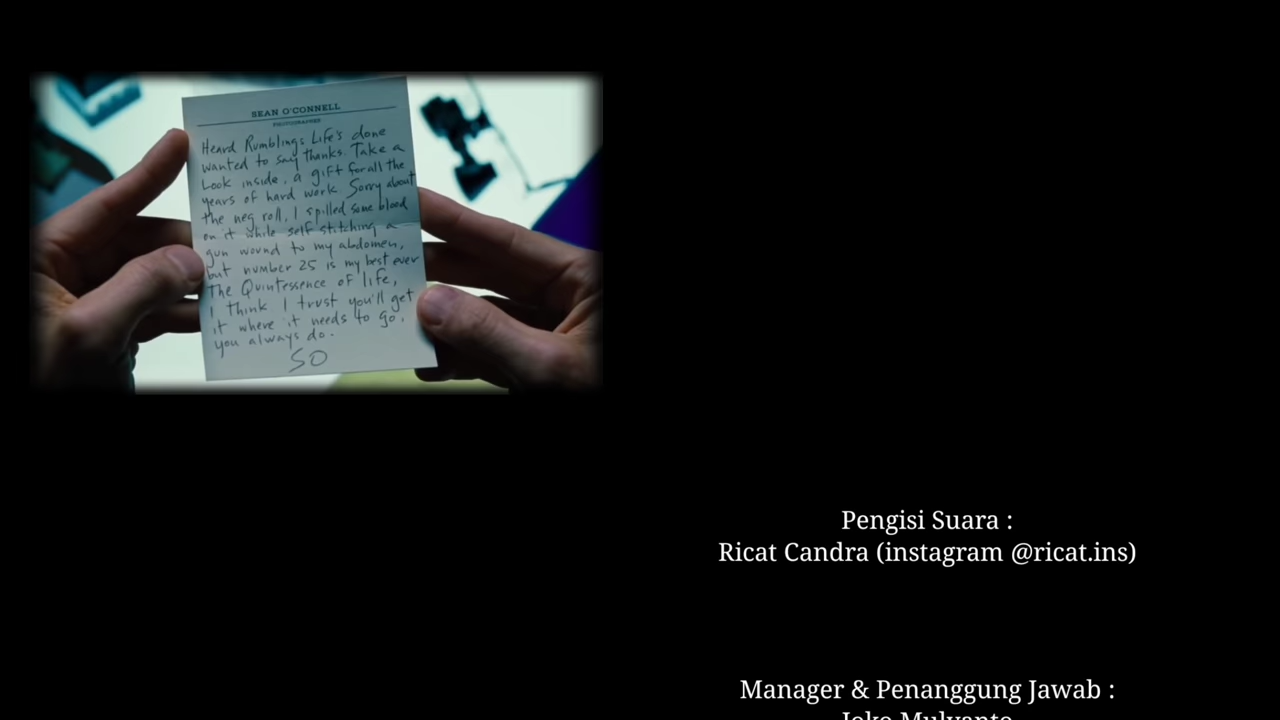 SEAN O'CONNELL
PHOTOGRAPHER
Heard Rumblings Life's done
wanted to say thanks. Take a
Look inside, a gift for all the
years of hard work. Sorry about
the neg roll, I spilled some blood
on it while self stitching a
gun wound to my abdomen,
but number 25 is my best ever
The Quintessence of life,
I think I trust you'll get
it where it needs to go,
you always do.
SO
Pengisi Suara :
Ricat Candra (instagram @ricat.ins)
Manager & Penanggung Jawab :
Joko Mulyanto